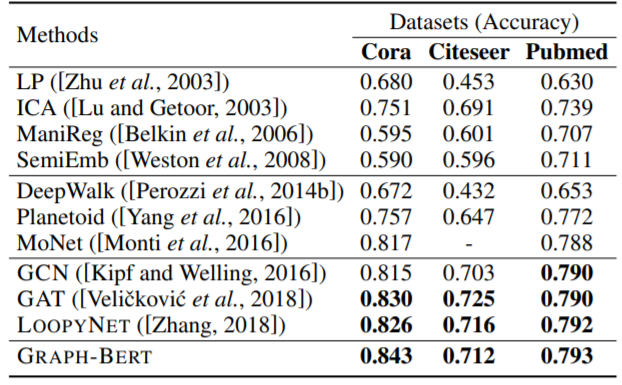 Methods Datasets (Accuracy)
Cora Citeseer Pubmed
LP ([Zhu et al., 2003]) 0.680 0.453 0.630
ICA ([Lu and Getoor, 2003]) 0.751 0.691 0.739
ManiReg ([Belkin et al., 2006]) 0.595 0.601 0.707
SemiEmb ([Weston et al., 2008]) 0.590 0.596 0.711
DeepWalk ([Perozzi et al., 2014b]) 0.672 0.432 0.653
Planetoid ([Yang et al., 2016]) 0.757 0.647 0.772
MoNet ([Monti et al., 2016]) 0.817 - 0.788
GCN ([Kipf and Welling, 2016]) 0.815 0.703 0.790
GAT ([Veličković et al., 2018]) 0.830 0.725 0.790
LOOPYNET ([Zhang, 2018]) 0.826 0.716 0.792
GRAPH-BERT 0.843 0.712 0.793